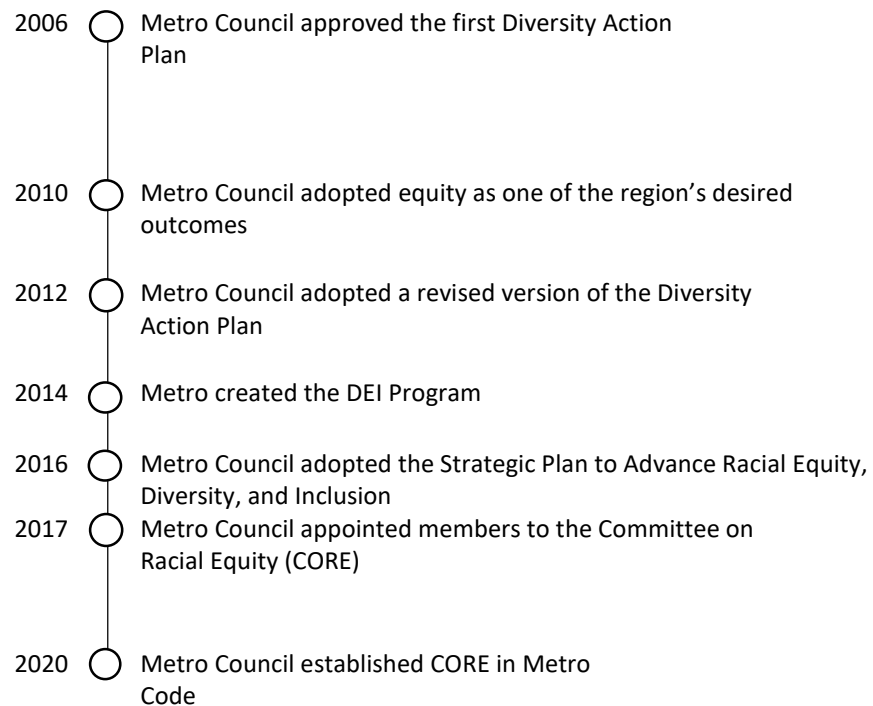 2006 Metro Council approved the first Diversity Action
Plan
2010 Metro Council adopted equity as one of the region’s desired
outcomes
2012 Metro Council adopted a revised version of the Diversity
Action Plan
2014 Metro created the DEI Program
2016 Metro Council adopted the Strategic Plan to Advance Racial Equity,
Diversity, and Inclusion
2017 Metro Council appointed members to the Committee on
Racial Equity (CORE)
2020 Metro Council established CORE in Metro
Code